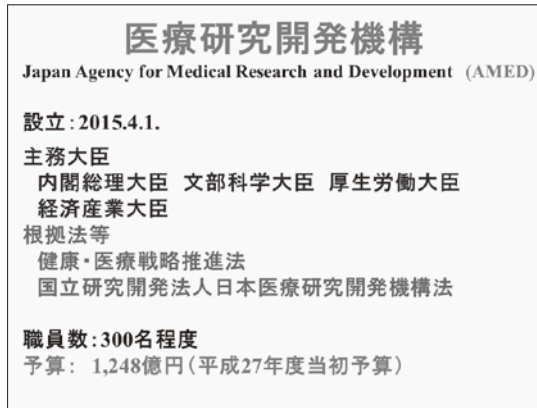 医療研究開発機構
Japan Agency for Medical Research and Development (AMED)
設立:2015.4.1.
主務大臣
内閣総理大臣 文部科学大臣 厚生労働大臣
経済産業大臣
根拠法等
健康・医療戦略推進法
国立研究開発法人日本医療研究開発機構法
職員数:300名程度
予算: 1,248億円(平成27年度当初予算)